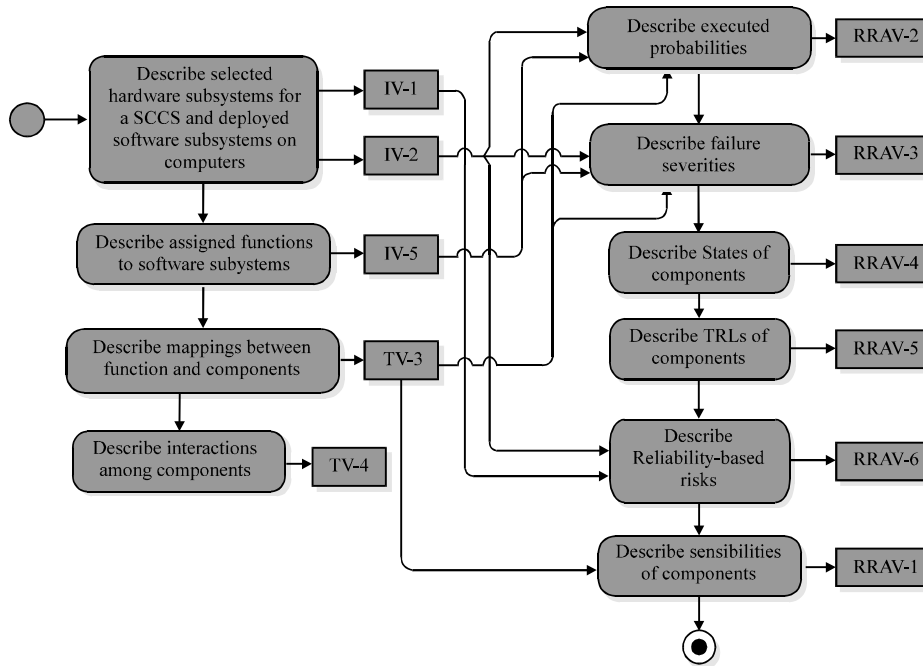 Describe selected
hardware subsystems for
a SCCS and deployed
software subsystems on
computers
IV-1
IV-2
Describe assigned functions
to software subystems
IV-5
Describe mappings between
function and components
TV-3
Describe interactions
among components
TV-4
Describe executed
probabilities
RRAV-2
Describe failure
severities
RRAV-3
Describe States of
components
RRAV-4
Describe TRLs of
components
RRAV-5
Describe
Reliability-based
risks
RRAV-6
Describe sensibilities
of components
RRAV-1